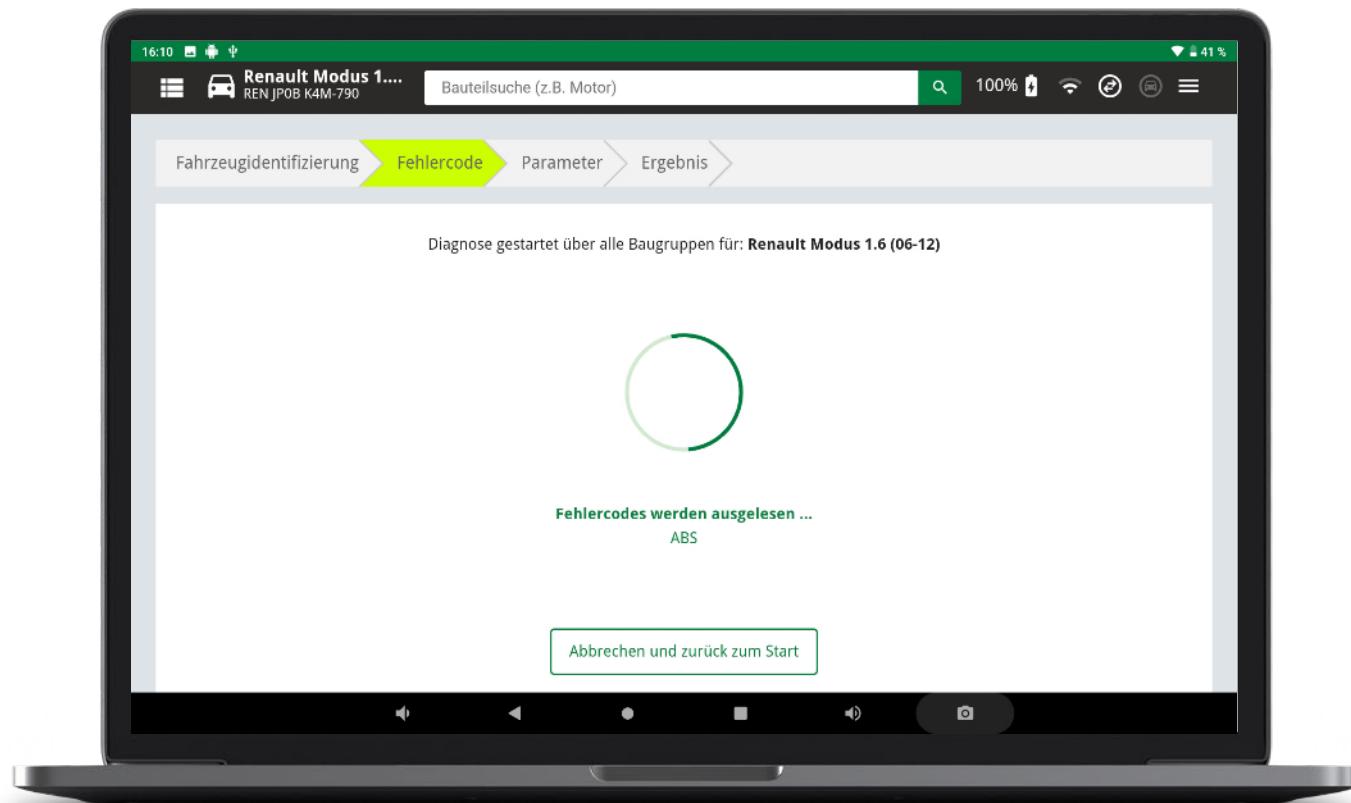 16:10
41 %
Renault Modus 1....
REN JP0B K4M-790
Bauteilsuche (z.B. Motor)
100%
Fahrzeugidentifizierung
Fehlercode
Parameter
Ergebnis
Diagnose gestartet über alle Baugruppen für: Renault Modus 1.6 (06-12)
Fehlercodes werden ausgelesen ...
ABS
Abbrechen und zurück zum Start